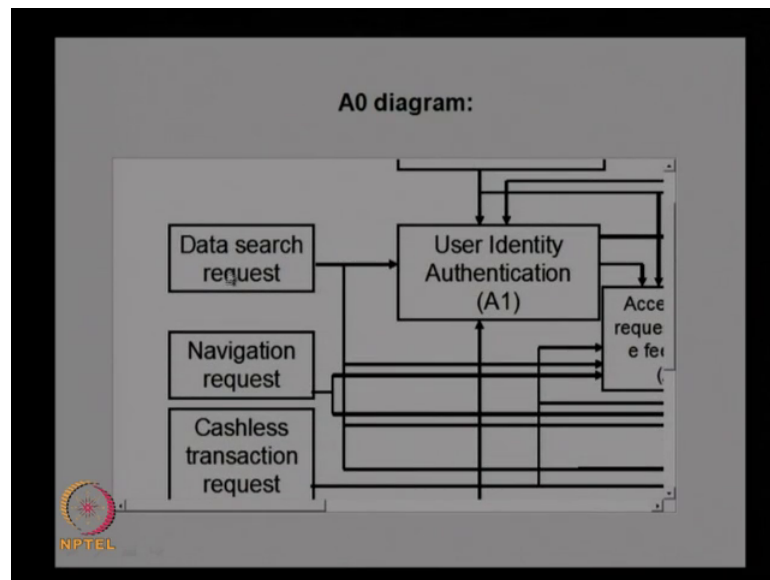 A0 diagram:
Data search
request
User Identity
Authentication
(A1)
Navigation
request
Cashless
transaction
request
NPTEL